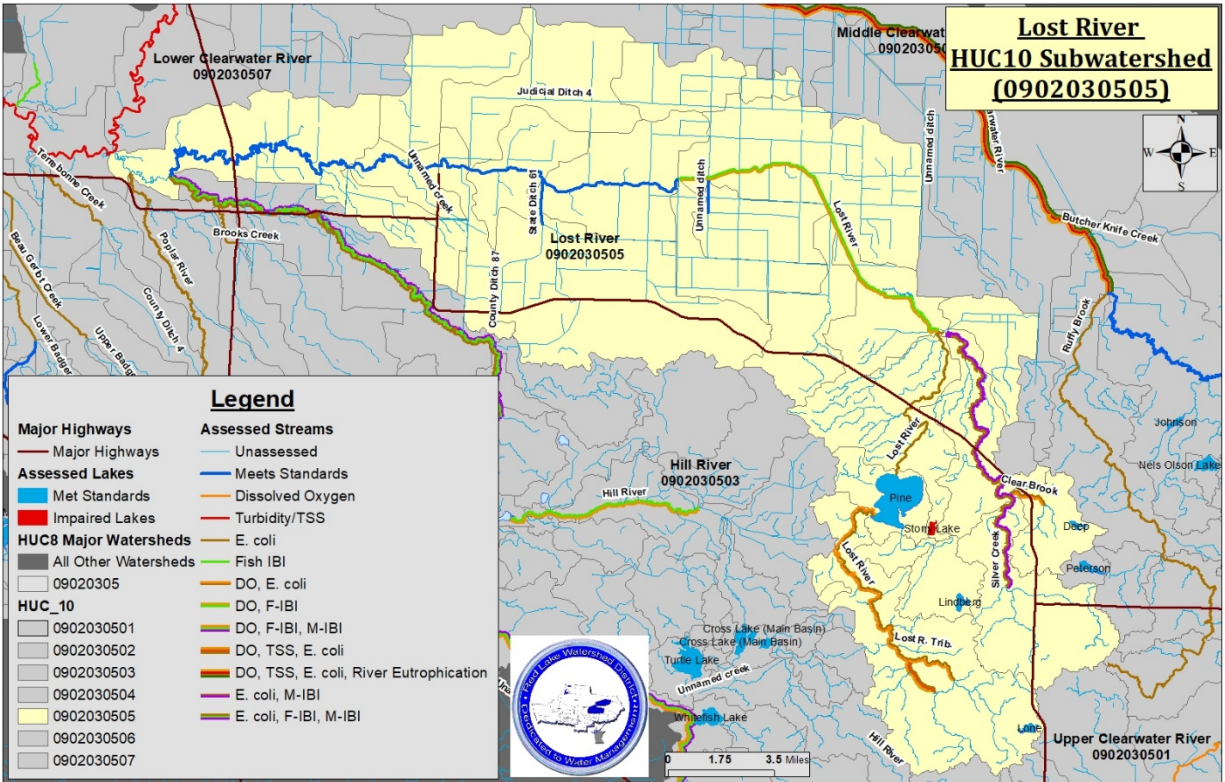 Lost River
HUC10 Subwatershed
(0902030505)
N
W
E
S
Lower Clearwater River
0902030507
Judicial Ditch 4
Unnamed ditch
Terrebonne Creek
Unnamed creek
State Ditch 61
Unnamed ditch
Lost River
Butcher Knife Creek
Brooks Creek
Poplar River
Beau Gerlot Creek
County Ditch 4
Lost River
0902030505
County Ditch 87
Ruffy Brook
Johnson
Nels Olson Lake
Lost River
Hill River
0902030503
Hill River
Clear Brook
Pine
Deep
Silver Creek
Peterson
Lost River
Lindberg
Lost R. Trib.
Cross Lake (Main Basin)
Cross Lake (Main Basin)
Turtle Lake
Unnamed creek
Whitefish Lake
Hill River
Upper Clearwater River
0902030501
0 1.75 3.5 Miles
Red Lake Watershed District
Dedicated to Water Management
Legend
Major Highways
Major Highways
Assessed Lakes
Met Standards
Impaired Lakes
HUC8 Major Watersheds
All Other Watersheds
09020305
HUC_10
0902030501
0902030502
0902030503
0902030504
0902030505
0902030506
0902030507
Assessed Streams
Unassessed
Meets Standards
Dissolved Oxygen
Turbidity/TSS
E. coli
Fish IBI
DO, E. coli
DO, F-IBI
DO, F-IBI, M-IBI
DO, TSS, E. coli
DO, TSS, E. coli, River Eutrophication
E. coli, M-IBI
E. coli, F-IBI, M-IBI